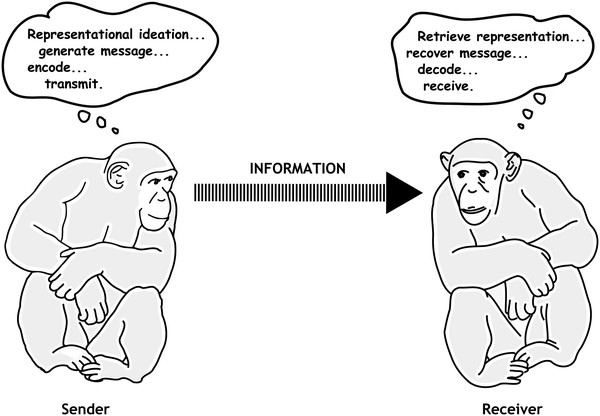 Representational ideation...
generate message...
encode...
transmit.
Retrieve representation...
recover message...
decode...
receive.
INFORMATION
Sender
Receiver